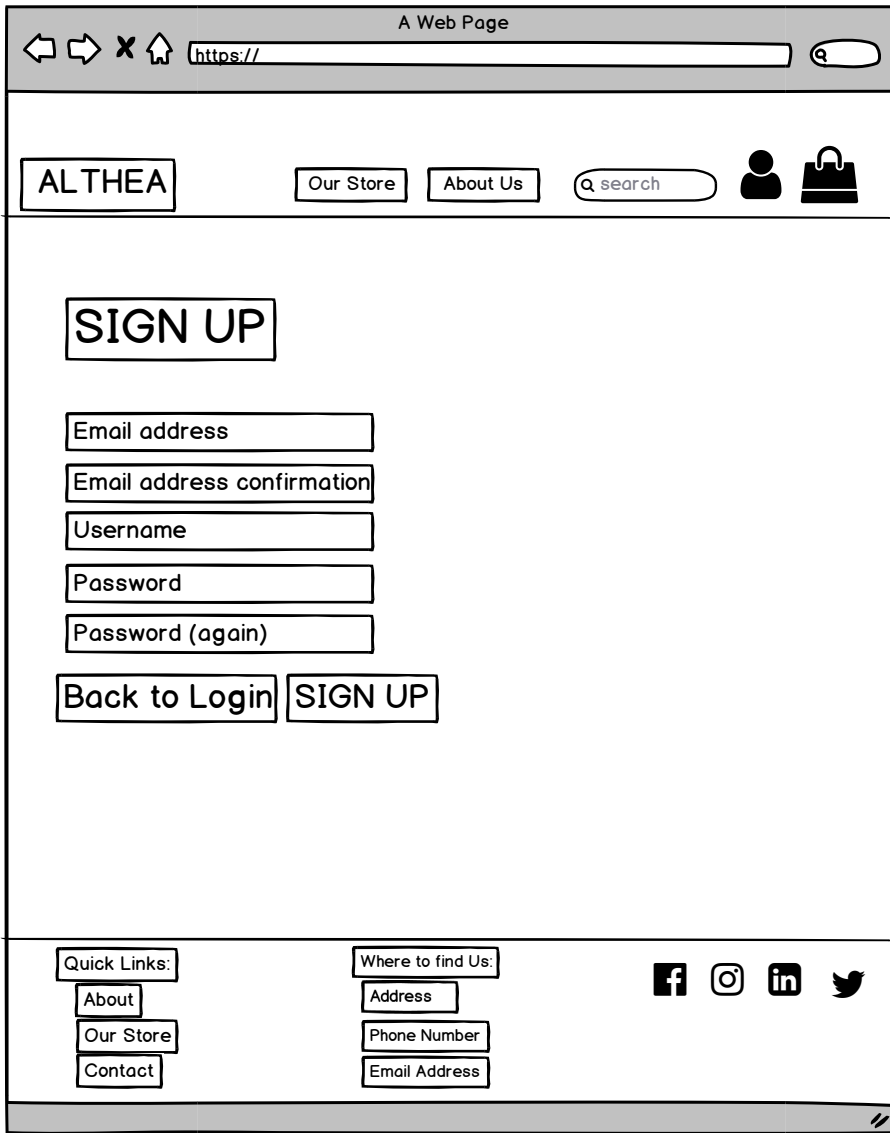 A Web Page
https://
ALTHEA
Our Store
About Us
search
SIGN UP
Email address
Email address confirmation
Username
Password
Password (again)
Back to Login
SIGN UP
Quick Links:
About
Our Store
Contact
Where to find Us:
Address
Phone Number
Email Address